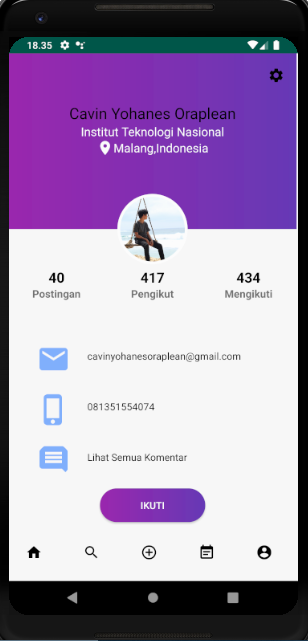 18.35
Cavin Yohanes Oraplean
Institut Teknologi Nasional
Malang,Indonesia
40 417 434
Postingan Pengikut Mengikuti
cavinyohanesoraplean@gmail.com
081351554074
Lihat Semua Komentar
IKUTI